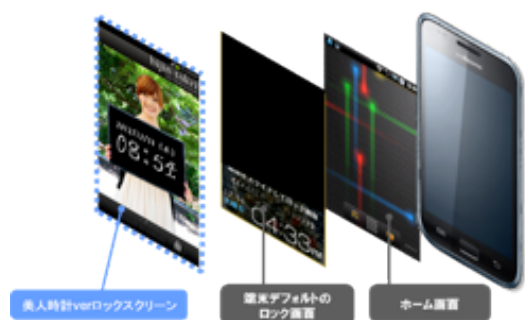 08:54
04:33
美人時計verロックスクリーン
端末デフォルトの
ロック画面
ホーム画面